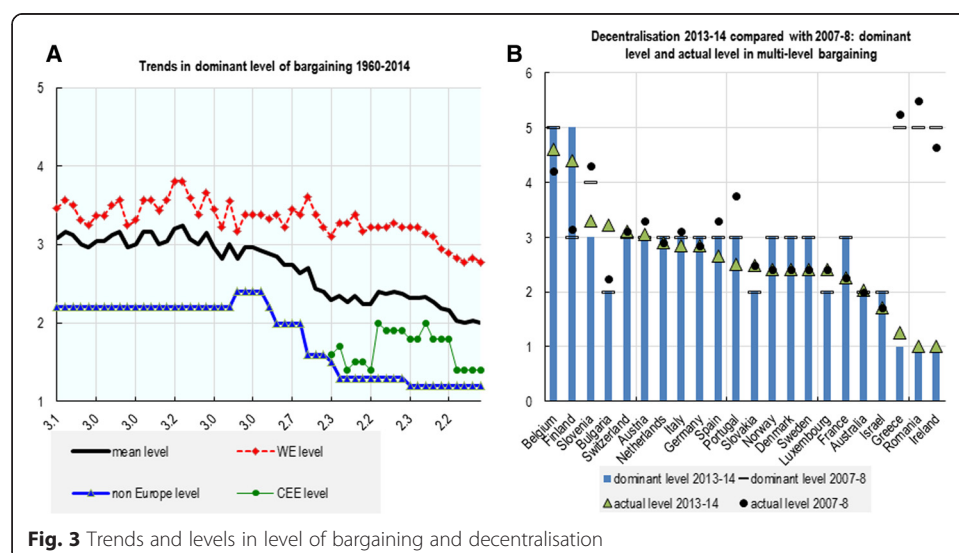 A
Trends in dominant level of bargaining 1960-2014
5
4
3
2
1
3.1 3.0 3.0 3.2 3.0 3.0 2.7 2.3 2.2 2.3 2.2
mean level WE level
non Europe level CEE level
B
Decentralisation 2013-14 compared with 2007-8: dominant
level and actual level in multi-level bargaining
6
5
4
3
2
1
0
Belgium Finland Slovenia Bulgaria Switzerland Austria Netherlands Italy Germany Spain Portugal Slovakia Norway Denmark Sweden Luxembourg France Australia Israel Greece Romania Ireland
dominant level 2013-14 dominant level 2007-8
actual level 2013-14 actual level 2007-8
Fig. 3 Trends and levels in level of bargaining and decentralisation